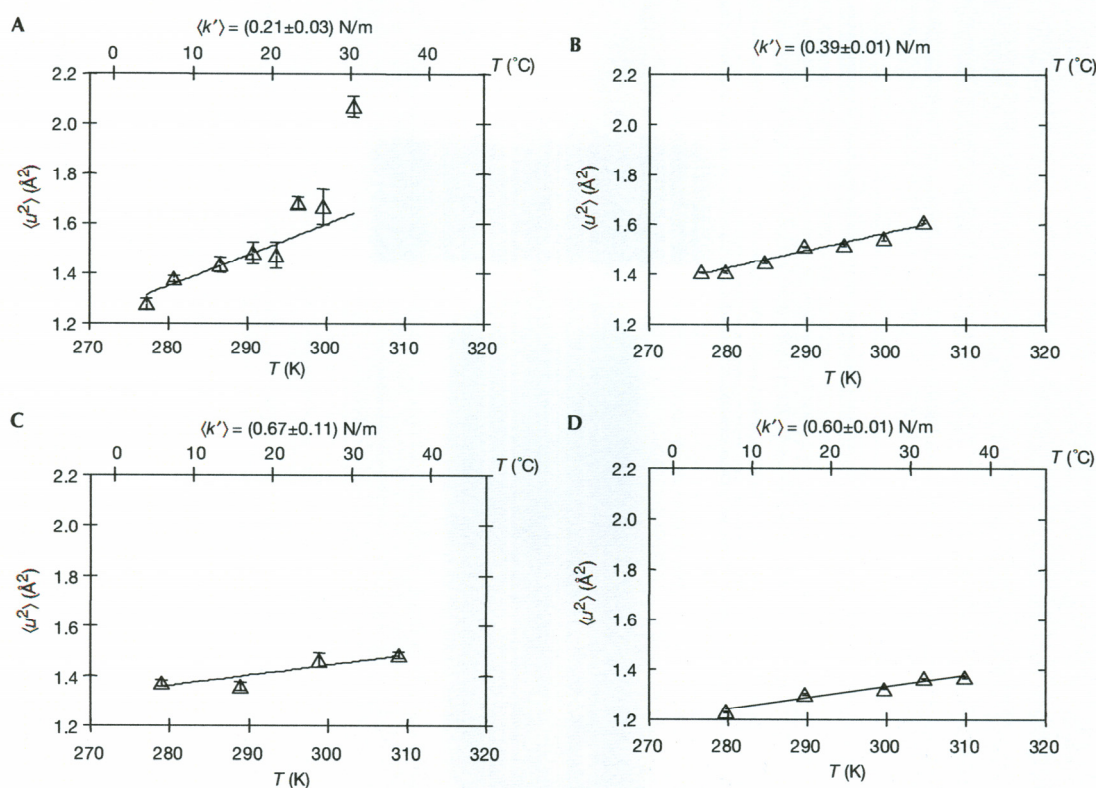 A
⟨k′⟩ = (0.21±0.03) N/m
0 10 20 30 40 T (°C)
2.2
2.0
1.8
1.6
1.4
1.2
⟨u²⟩ (Å²)
270 280 290 300 310 320
T (K)
B
⟨k′⟩ = (0.39±0.01) N/m
0 10 20 30 40 T (°C)
2.2
2.0
1.8
1.6
1.4
1.2
⟨u²⟩ (Å²)
270 280 290 300 310 320
T (K)
C
⟨k′⟩ = (0.67±0.11) N/m
0 10 20 30 40 T (°C)
2.2
2.0
1.8
1.6
1.4
1.2
⟨u²⟩ (Å²)
270 280 290 300 310 320
T (K)
D
⟨k′⟩ = (0.60±0.01) N/m
0 10 20 30 40 T (°C)
2.2
2.0
1.8
1.6
1.4
1.2
⟨u²⟩ (Å²)
270 280 290 300 310 320
T (K)